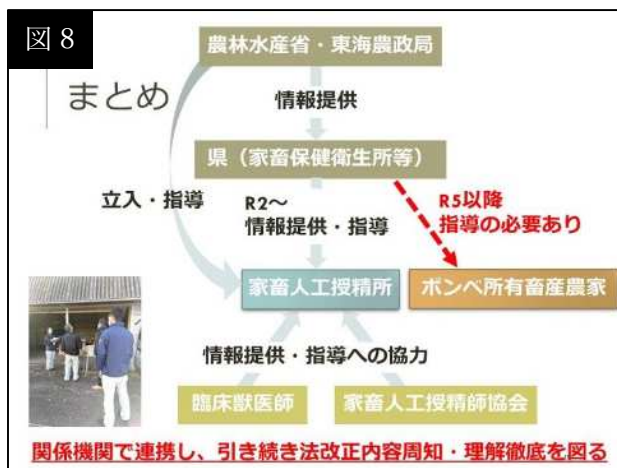 図 8
まとめ
農林水産省・東海農政局
情報提供
県（家畜保健衛生所等）
立入・指導
R2～
情報提供・指導
R5以降
指導の必要あり
家畜人工授精所
ボンベ所有畜産農家
情報提供・指導への協力
臨床獣医師
家畜人工授精師協会
関係機関で連携し、引き続き法改正内容周知・理解徹底を図る